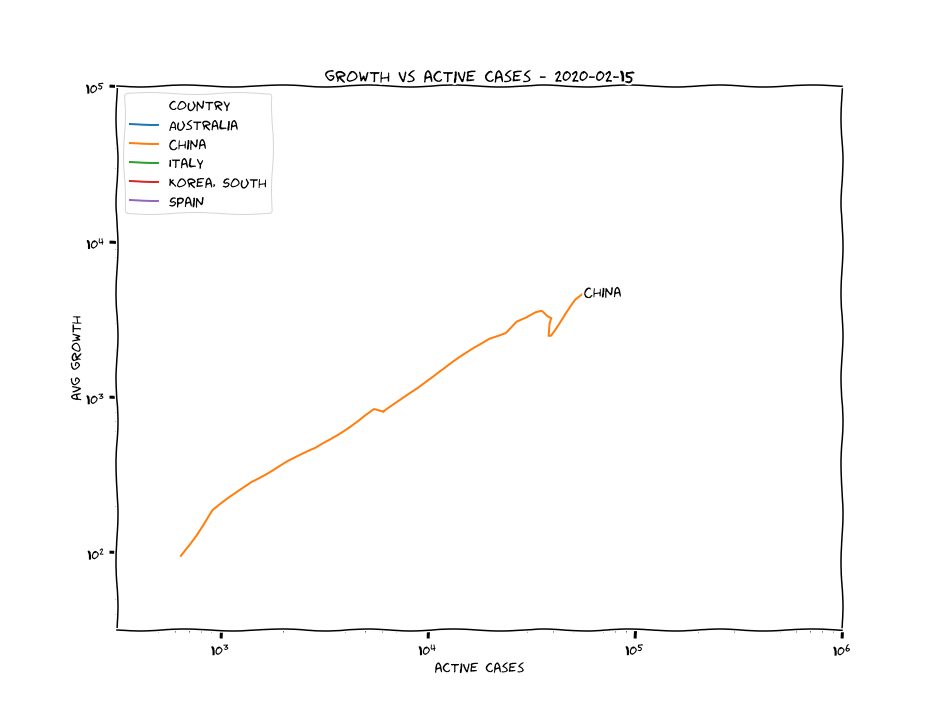 GROWTH VS ACTIVE CASES - 2020-02-15
10⁵
COUNTRY
AUSTRALIA
CHINA
ITALY
KOREA, SOUTH
SPAIN
10⁴
CHINA
AVG GROWTH
10³
10²
10³ 10⁴ 10⁵ 10⁶
ACTIVE CASES